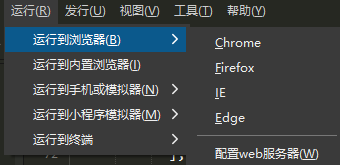 运行(R) 发行(U) 视图(V) 工具(T) 帮助(Y)
运行到浏览器(B)
运行到内置浏览器(I)
运行到手机或模拟器(N)
运行到小程序模拟器(M)
运行到终端
Chrome
Firefox
IE
Edge
配置web服务器(W)